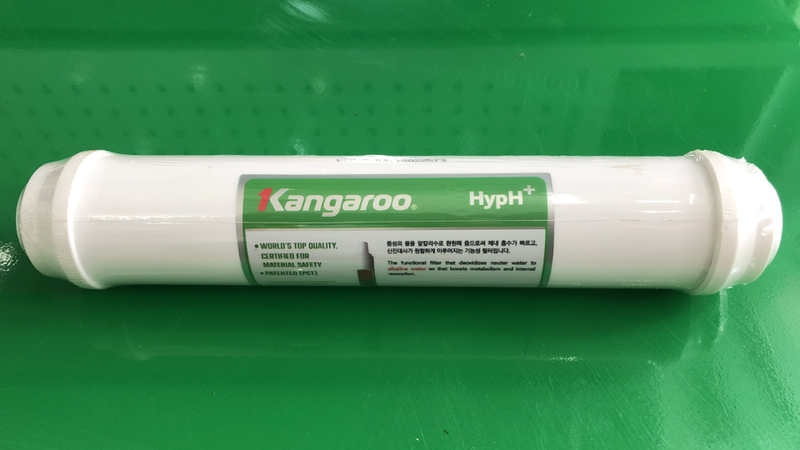 Kangaroo®
HypH+
• WORLD'S TOP QUALITY,
CERTIFIED FOR
MATERIAL SAFETY
• PATENTED (PCT)
중성의 물을 알칼리수로 환원해 줌으로써 체내 흡수가 빠르고,
신진대사가 원활하게 이루어지는 기능성 필터입니다.
The functional filter that deoxidizes neuter water to
alkaline water so that boosts metabolism and internal
resorption.